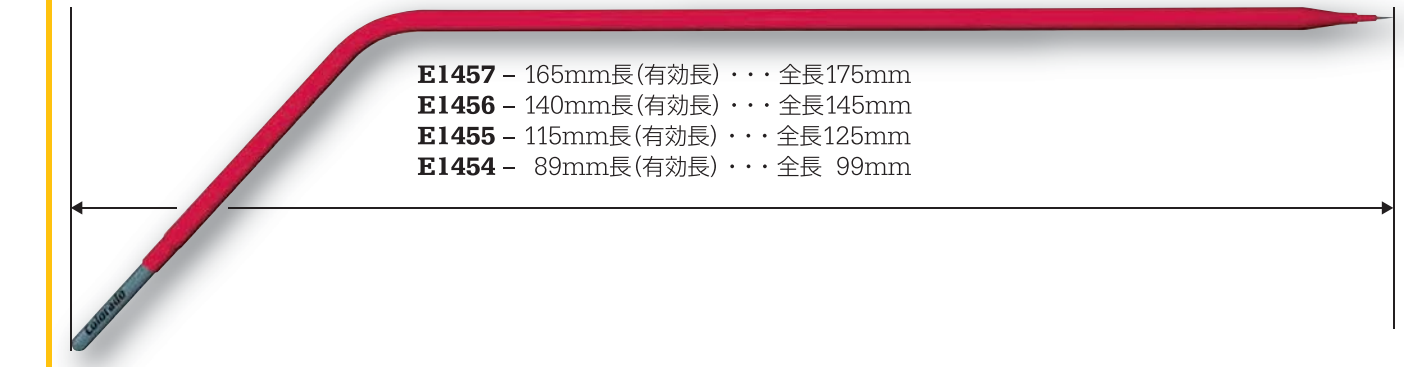 E1457 – 165mm長(有効長)・・・全長175mm
E1456 – 140mm長(有効長)・・・全長145mm
E1455 – 115mm長(有効長)・・・全長125mm
E1454 – 89mm長(有効長)・・・全長 99mm
Colorado